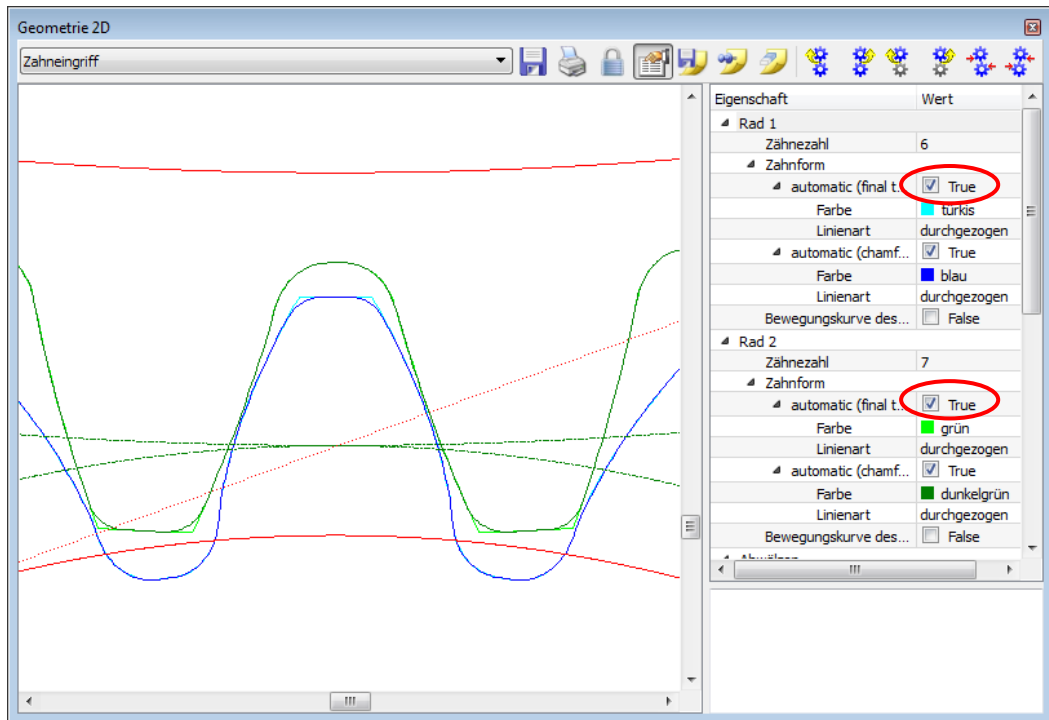 Geometrie 2D
Zahneingriff
Eigenschaft Wert
Rad 1
Zähnezahl 6
Zahnform
automatic (final t... True
Farbe türkis
Linienart durchgezogen
automatic (chamf... True
Farbe blau
Linienart durchgezogen
Bewegungskurve des... False
Rad 2
Zähnezahl 7
Zahnform
automatic (final t... True
Farbe grün
Linienart durchgezogen
automatic (chamf... True
Farbe dunkelgrün
Linienart durchgezogen
Bewegungskurve des... False